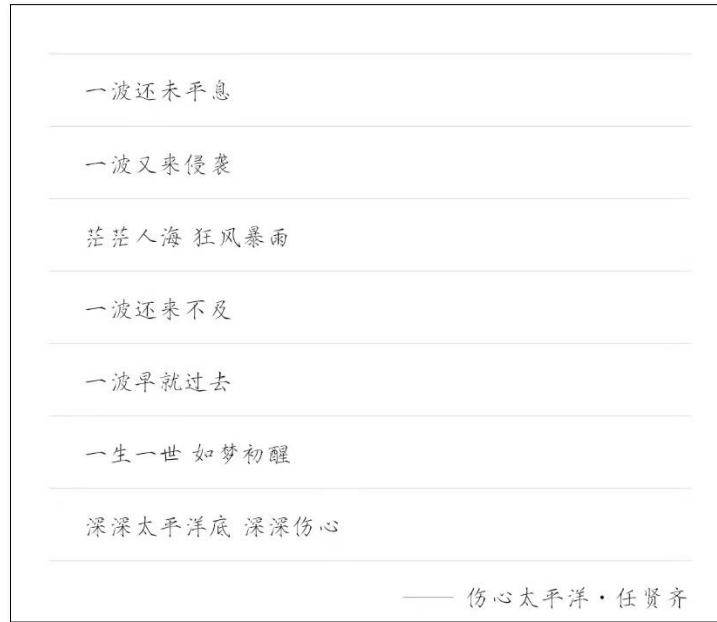 一波还未平息
一波又来侵袭
茫茫人海 狂风暴雨
一波还来不及
一波早就过去
一生一世 如梦初醒
深深太平洋底 深深伤心
—— 伤心太平洋·任贤齐